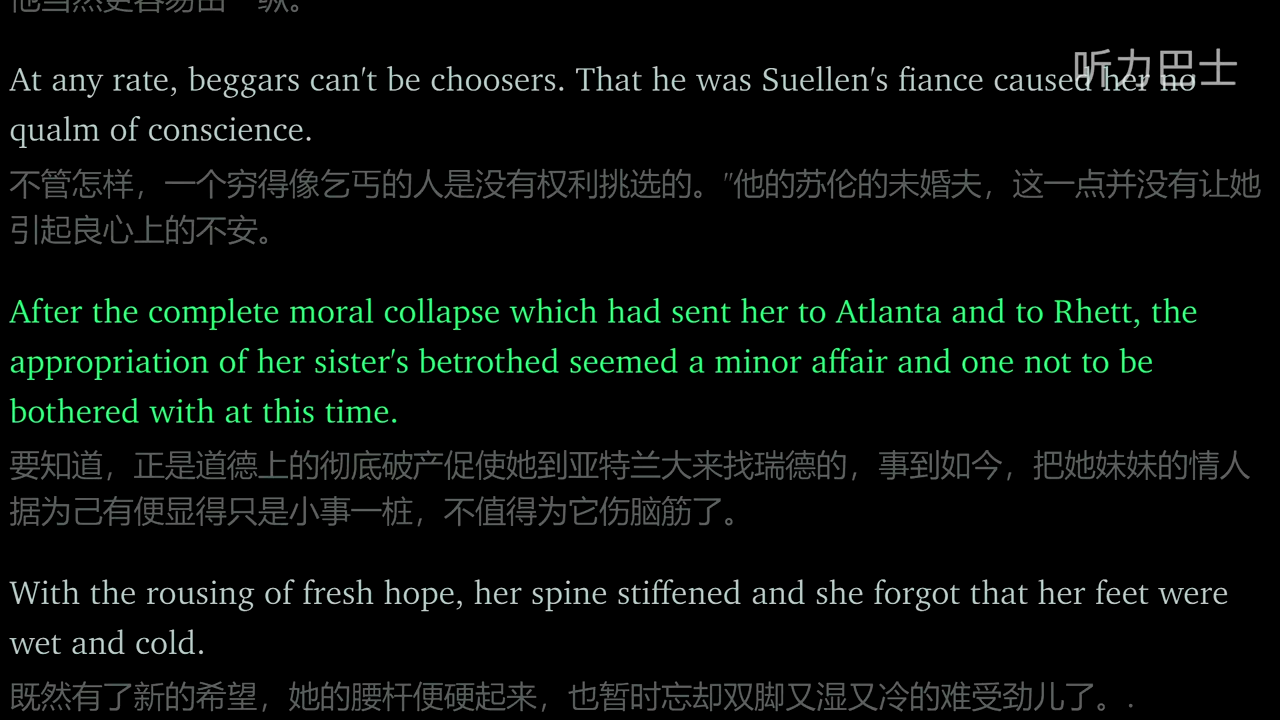 At any rate, beggars can't be choosers. That he was Suellen's fiance caused her no
听力巴士
qualm of conscience.
不管怎样，一个穷得像乞丐的人是没有权利挑选的。"他的苏伦的未婚夫，这一点并没有让她
引起良心上的不安。
After the complete moral collapse which had sent her to Atlanta and to Rhett, the
appropriation of her sister's betrothed seemed a minor affair and one not to be
bothered with at this time.
要知道，正是道德上的彻底破产促使她到亚特兰大来找瑞德的，事到如今，把她妹妹的情人
据为己有便显得只是小事一桩，不值得为它伤脑筋了。
With the rousing of fresh hope, her spine stiffened and she forgot that her feet were
wet and cold.
既然有了新的希望，她的腰杆便硬起来，也暂时忘却双脚又湿又冷的难受劲儿了。.